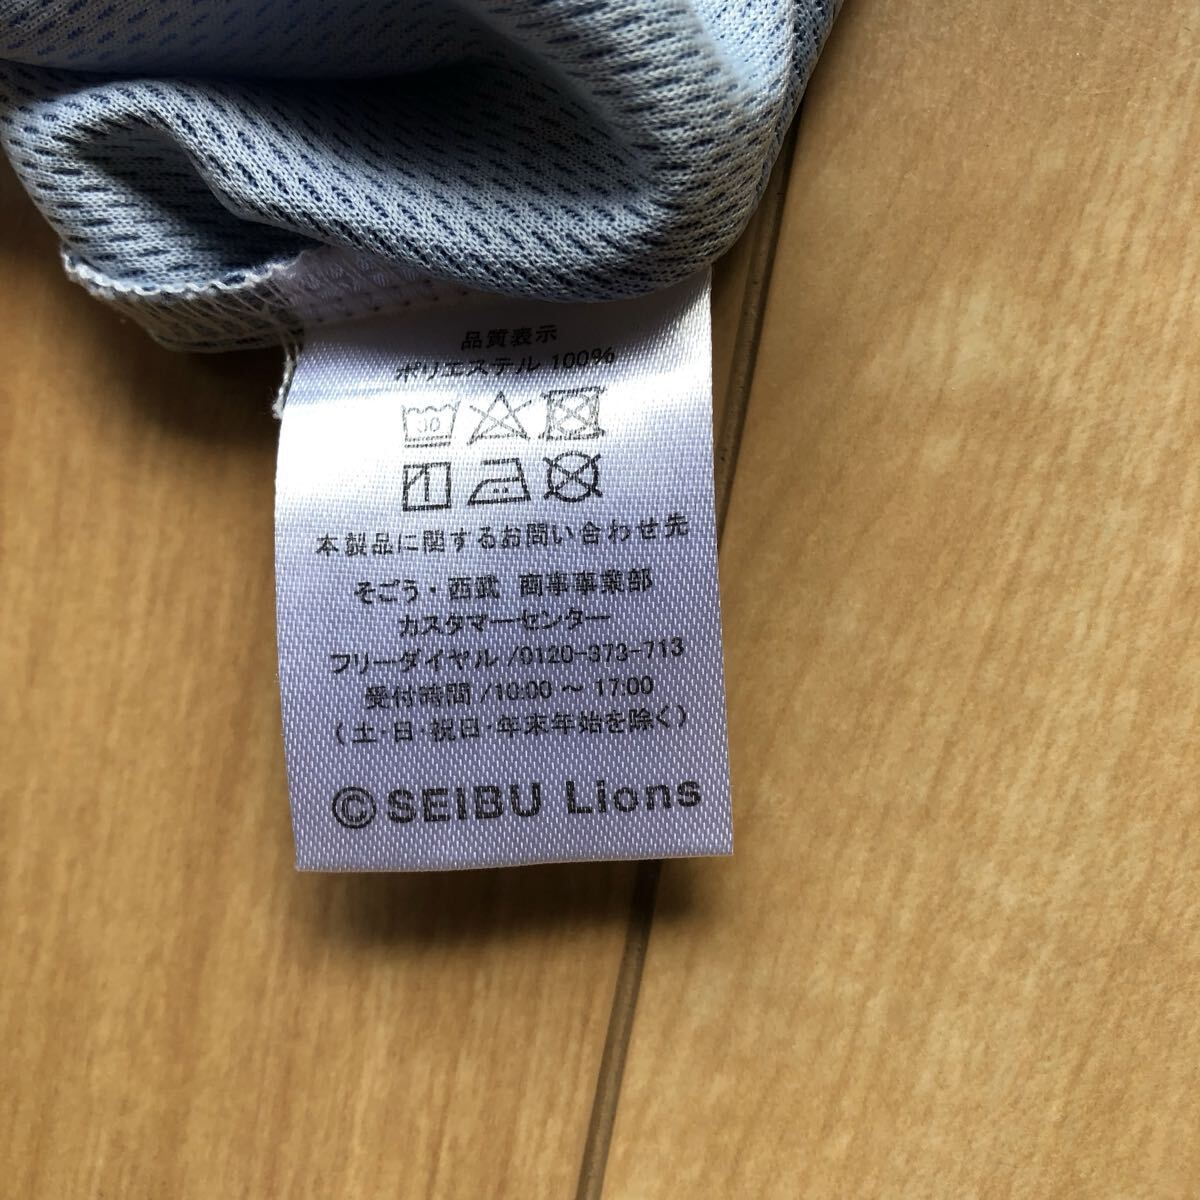 品質表示
ポリエステル 100%
30
本製品に関するお問い合わせ先
そごう・西武 商事事業部
カスタマーセンター
フリーダイヤル/0120-373-713
受付時間/10:00～17:00
(土・日・祝日・年末年始を除く)
©SEIBU Lions